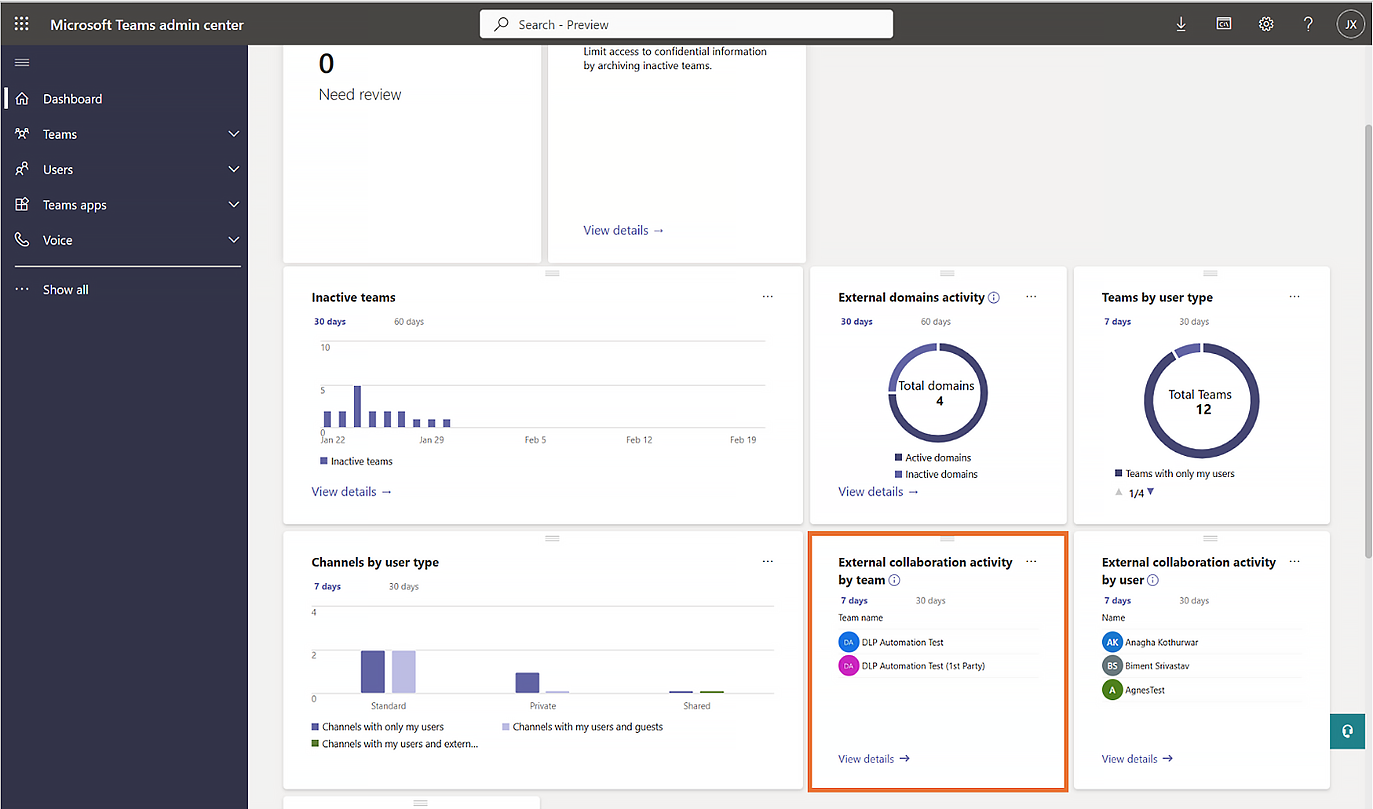 Microsoft Teams admin center
Search - Preview
JX
Dashboard
Teams
Users
Teams apps
Voice
Show all
0
Need review
Limit access to confidential information
by archiving inactive teams.
View details →
Inactive teams
30 days 60 days
10
5
0
Jan 22 Jan 29 Feb 5 Feb 12 Feb 19
Inactive teams
View details →
External domains activity
30 days 60 days
Total domains
4
Active domains
Inactive domains
View details →
Teams by user type
7 days 30 days
Total Teams
12
Teams with only my users
1/4
Channels by user type
7 days 30 days
4
2
0
Standard Private Shared
Channels with only my users Channels with my users and guests
Channels with my users and extern...
External collaboration activity
by team
7 days 30 days
Team name
DA DLP Automation Test
DA DLP Automation Test (1st Party)
View details →
External collaboration activity
by user
7 days 30 days
Name
AK Anagha Kothurwar
BS Biment Srivastav
A AgnesTest
View details →